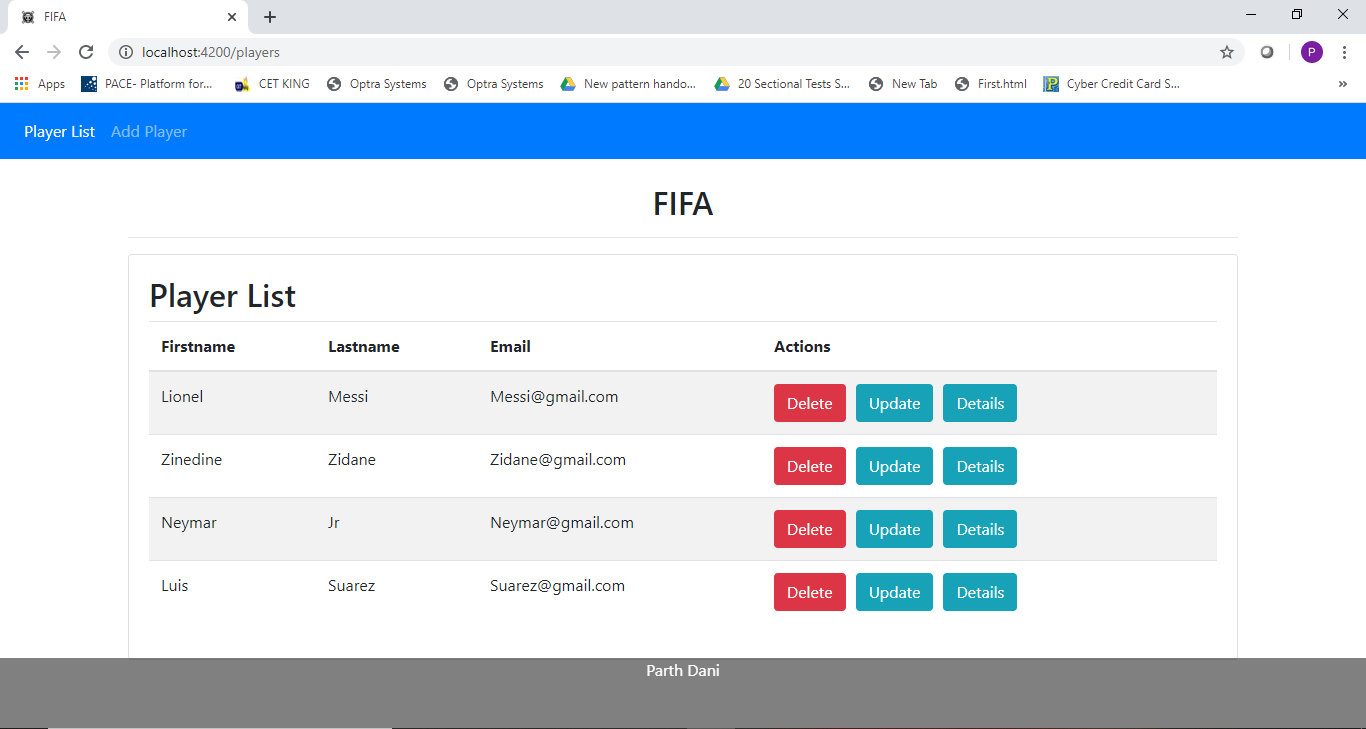 FIFA
localhost:4200/players
P
Apps PACE- Platform for... CET KING Optra Systems Optra Systems New pattern hando... 20 Sectional Tests S... New Tab First.html Cyber Credit Card S... »
Player List Add Player
FIFA
Player List
Firstname Lastname Email Actions
Lionel Messi Messi@gmail.com Delete Update Details
Zinedine Zidane Zidane@gmail.com Delete Update Details
Neymar Jr Neymar@gmail.com Delete Update Details
Luis Suarez Suarez@gmail.com Delete Update Details
Parth Dani